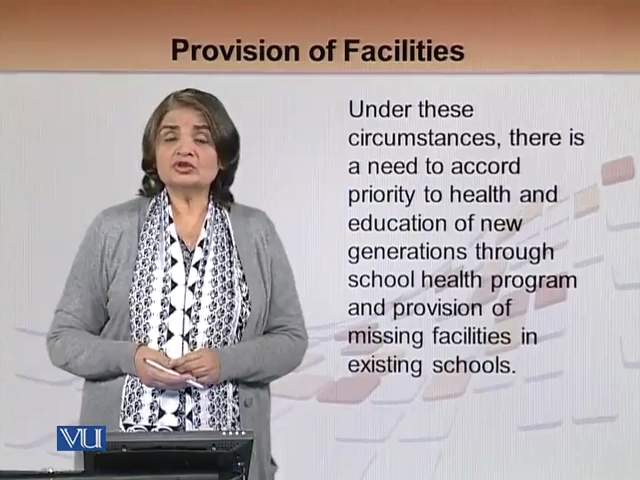 Provision of Facilities
Under these
circumstances, there is
a need to accord
priority to health and
education of new
generations through
school health program
and provision of
missing facilities in
existing schools.
VU